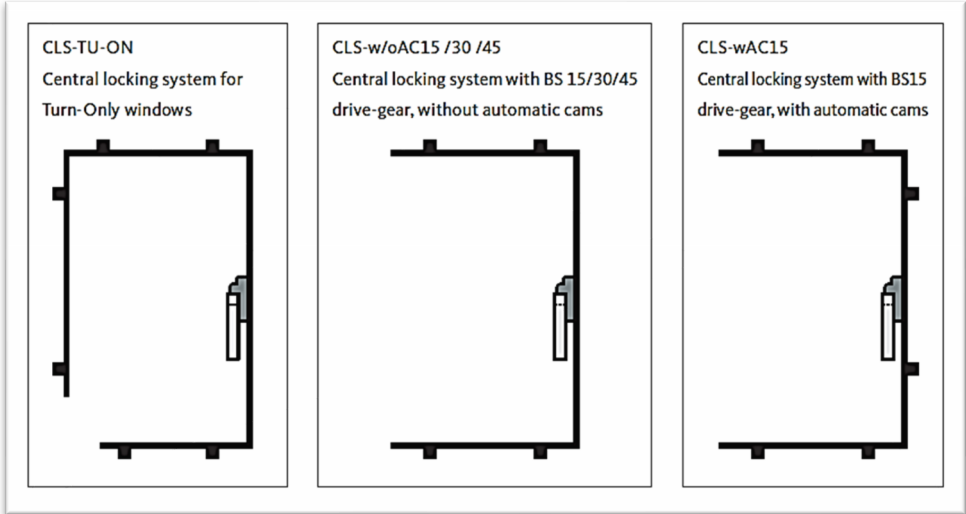 CLS-TU-ON
Central locking system for
Turn-Only windows
CLS-w/oAC15 /30 /45
Central locking system with BS 15/30/45
drive-gear, without automatic cams
CLS-wAC15
Central locking system with BS15
drive-gear, with automatic cams